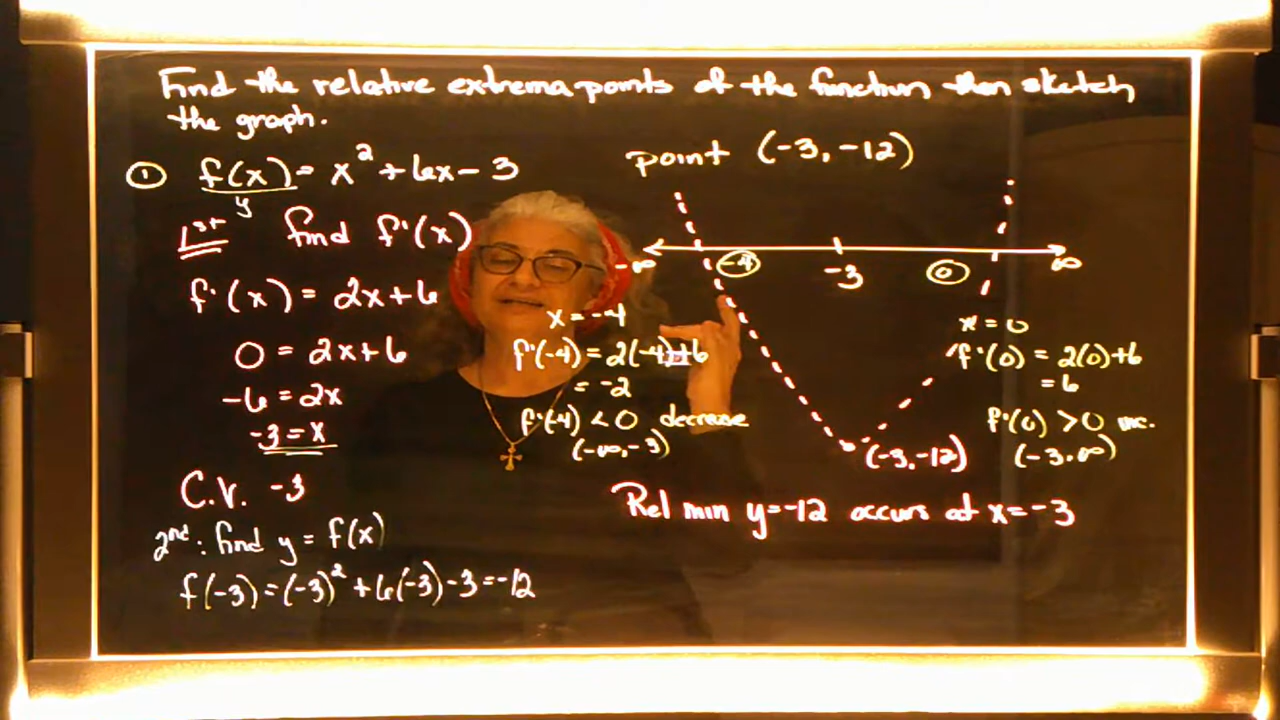 Find the relative extrema points of the function then sketch
the graph.
① f(x) = x² + 6x - 3
y
1st find f'(x)
f'(x) = 2x+6
0 = 2x+6
-6 = 2x
-3 = x
C.V. -3
2nd: find y = f(x)
f(-3) = (-3)² + 6(-3) - 3 = -12
point (-3, -12)
-∞ -4 -3 0 ∞
x = -4
f'(-4) = 2(-4)+6
= -2
f'(-4) < 0 decrease
(-∞, -3)
x = 0
f'(0) = 2(0)+6
= 6
f'(0) > 0 inc.
(-3, ∞)
(-3, -12)
Rel min y = -12 occurs at x = -3